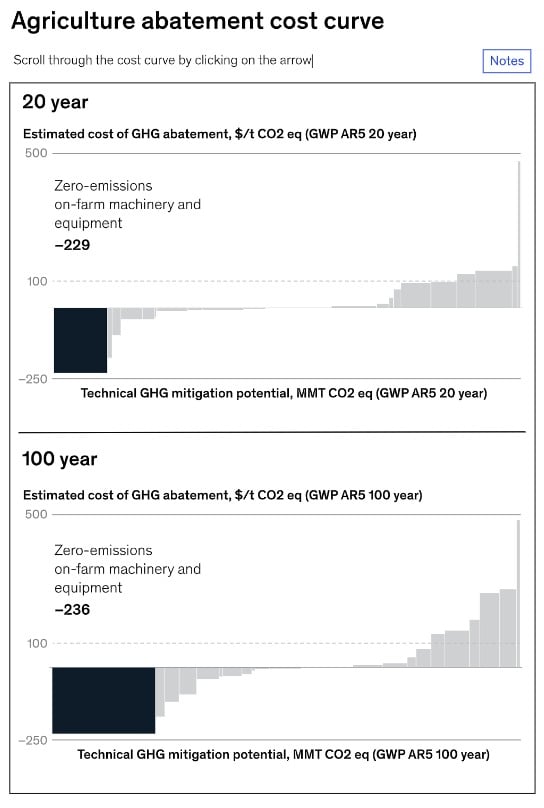 Agriculture abatement cost curve
Scroll through the cost curve by clicking on the arrow|
Notes
20 year
Estimated cost of GHG abatement, $/t CO2 eq (GWP AR5 20 year)
500
Zero-emissions
on-farm machinery and
equipment
–229
100
–250
Technical GHG mitigation potential, MMT CO2 eq (GWP AR5 20 year)
100 year
Estimated cost of GHG abatement, $/t CO2 eq (GWP AR5 100 year)
500
Zero-emissions
on-farm machinery and
equipment
–236
100
–250
Technical GHG mitigation potential, MMT CO2 eq (GWP AR5 100 year)